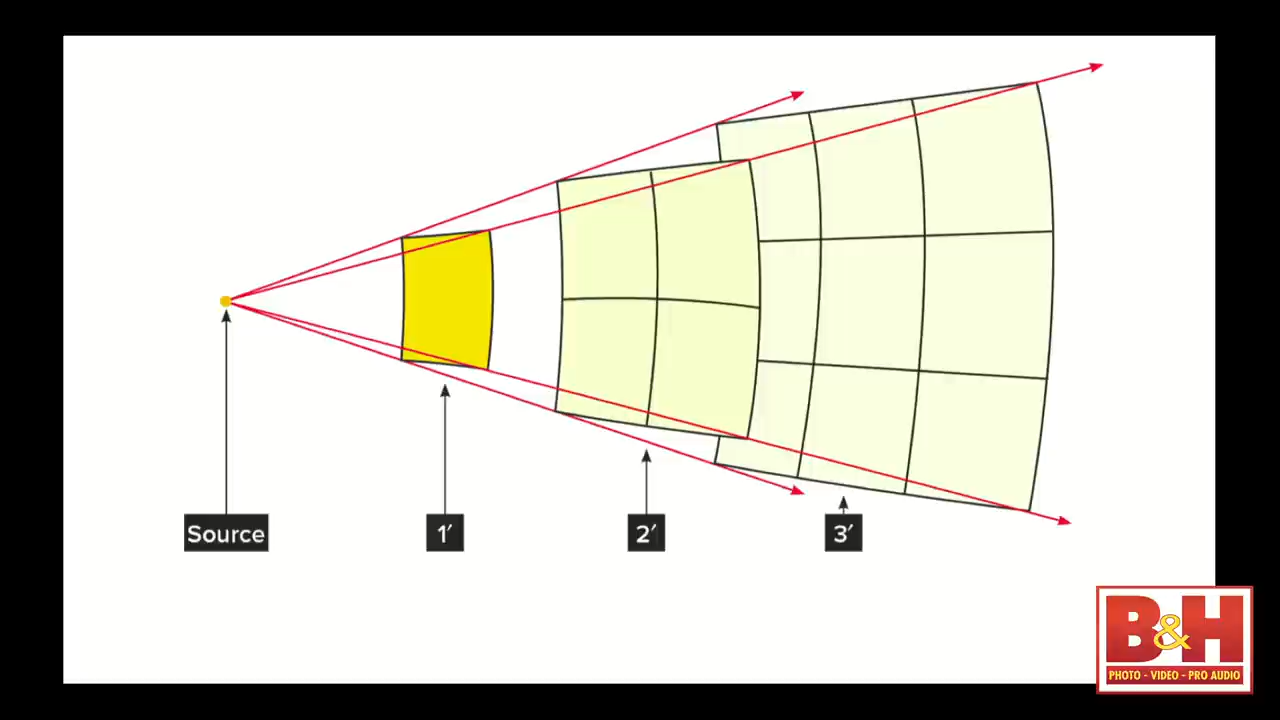 Source
1′
2′
3′
B&H
PHOTO - VIDEO - PRO AUDIO